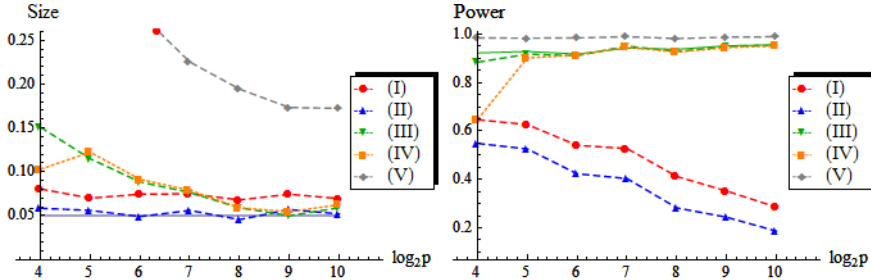 Size
0.25
0.20
0.15
0.10
0.05
4 5 6 7 8 9 10
log2p
(I)
(II)
(III)
(IV)
(V)
Power
1.0
0.8
0.6
0.4
0.2
4 5 6 7 8 9 10
log2p
(I)
(II)
(III)
(IV)
(V)